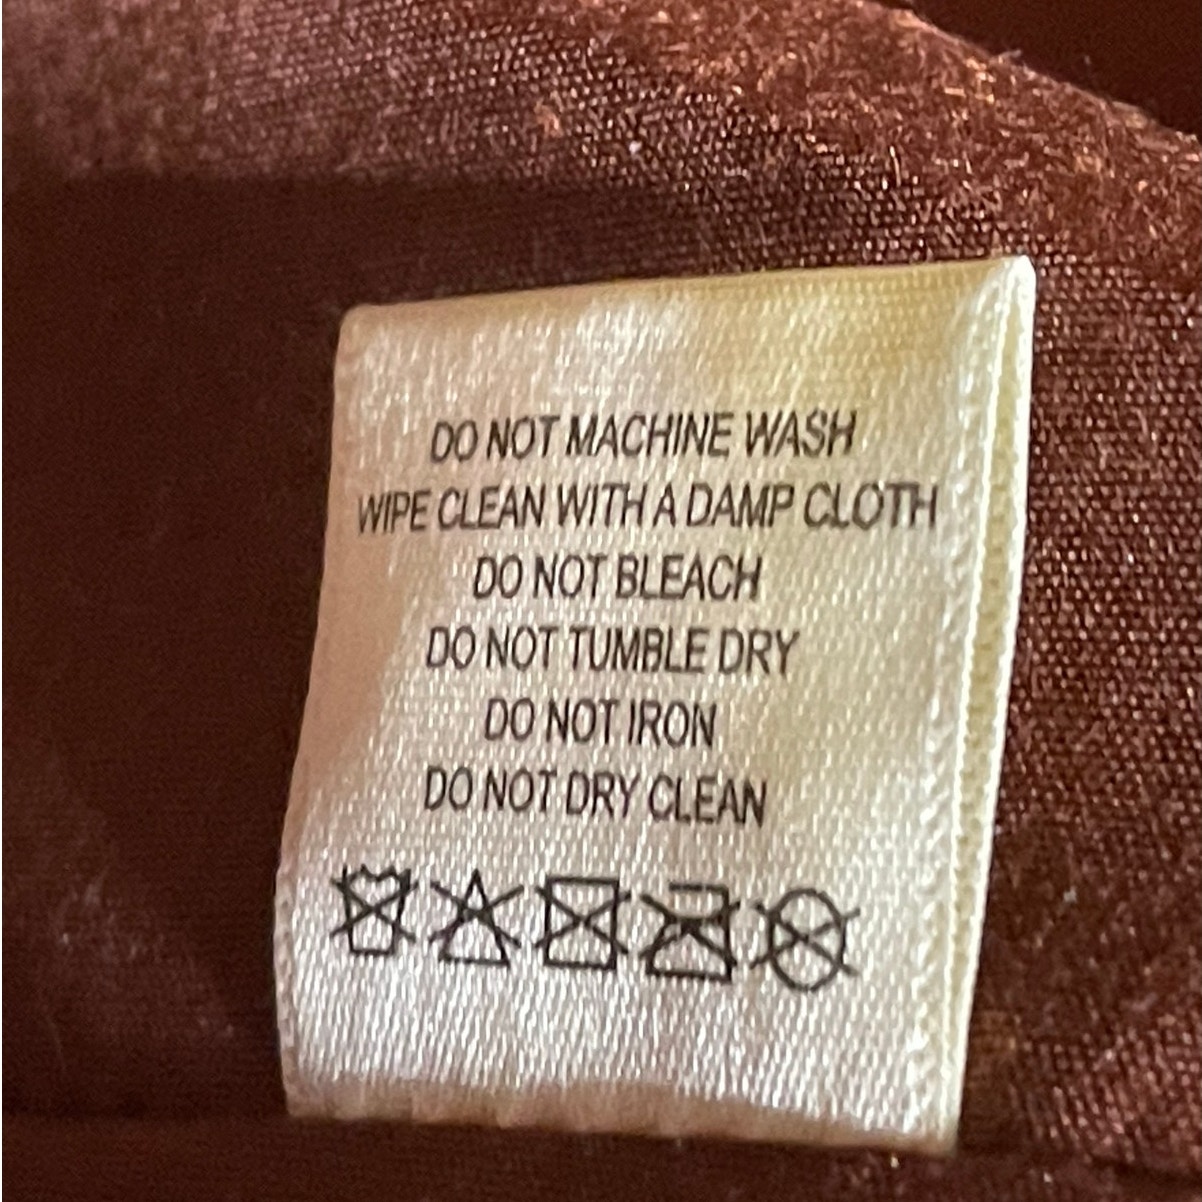 DO NOT MACHINE WASH
WIPE CLEAN WITH A DAMP CLOTH
DO NOT BLEACH
DO NOT TUMBLE DRY
DO NOT IRON
DO NOT DRY CLEAN